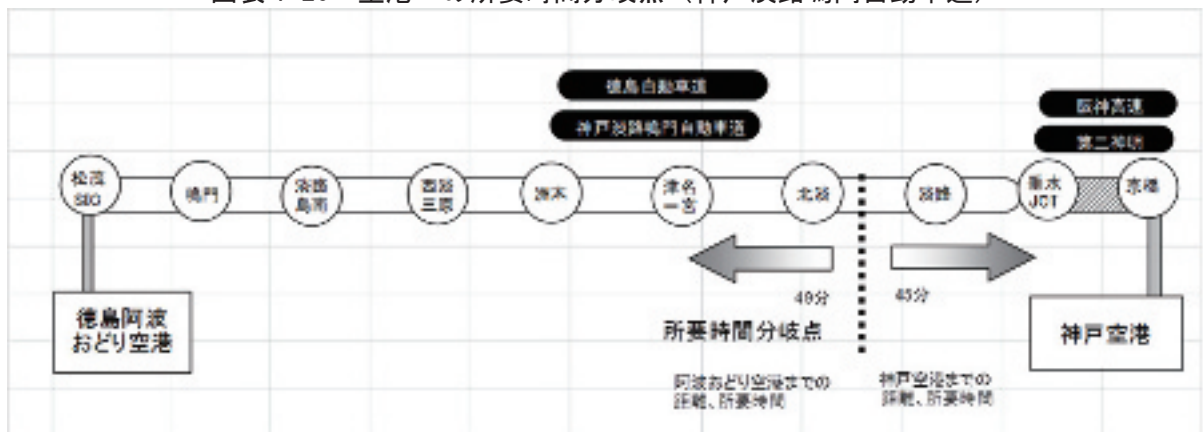 徳島自動車道
神戸淡路鳴門自動車道
阪神高速
第二神明
松茂
SIC
鳴門
淡路
島南
西淡
三原
洲本
津名
一宮
北淡
淡路
垂水
JCT
京橋
45分
徳島阿波
おどり空港
所要時間分岐点
神戸空港
阿波おどり空港までの
距離、所要時間
神戸空港までの
距離、所要時間